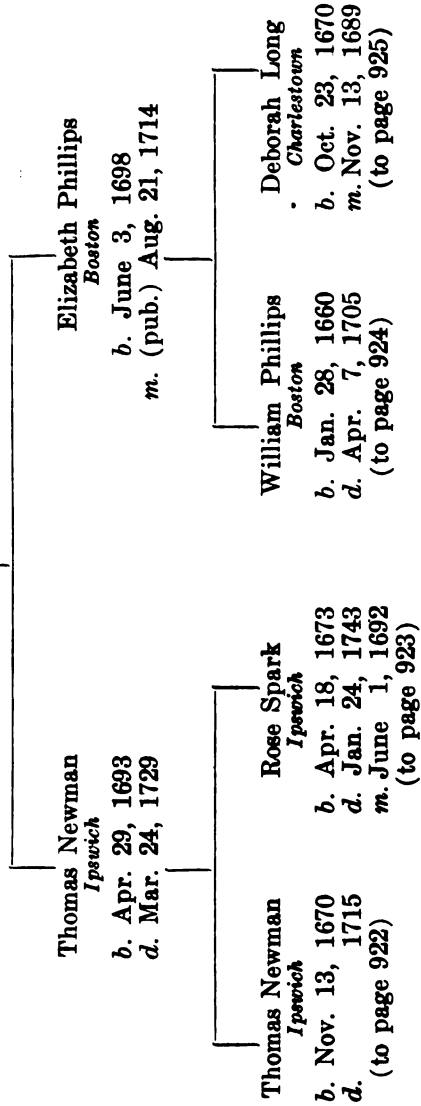 Thomas Newman
Ipswich
b. Apr. 29, 1693
d. Mar. 24, 1729
Elizabeth Phillips
Boston
b. June 3, 1698
m. (pub.) Aug. 21, 1714
Thomas Newman
Ipswich
b. Nov. 13, 1670
d. 1715
(to page 922)
Rose Spark
Ipswich
b. Apr. 18, 1673
d. Jan. 24, 1743
m. June 1, 1692
(to page 923)
William Phillips
Boston
b. Jan. 28, 1660
d. Apr. 7, 1705
(to page 924)
Deborah Long
Charlestown
b. Oct. 23, 1670
m. Nov. 13, 1689
(to page 925)